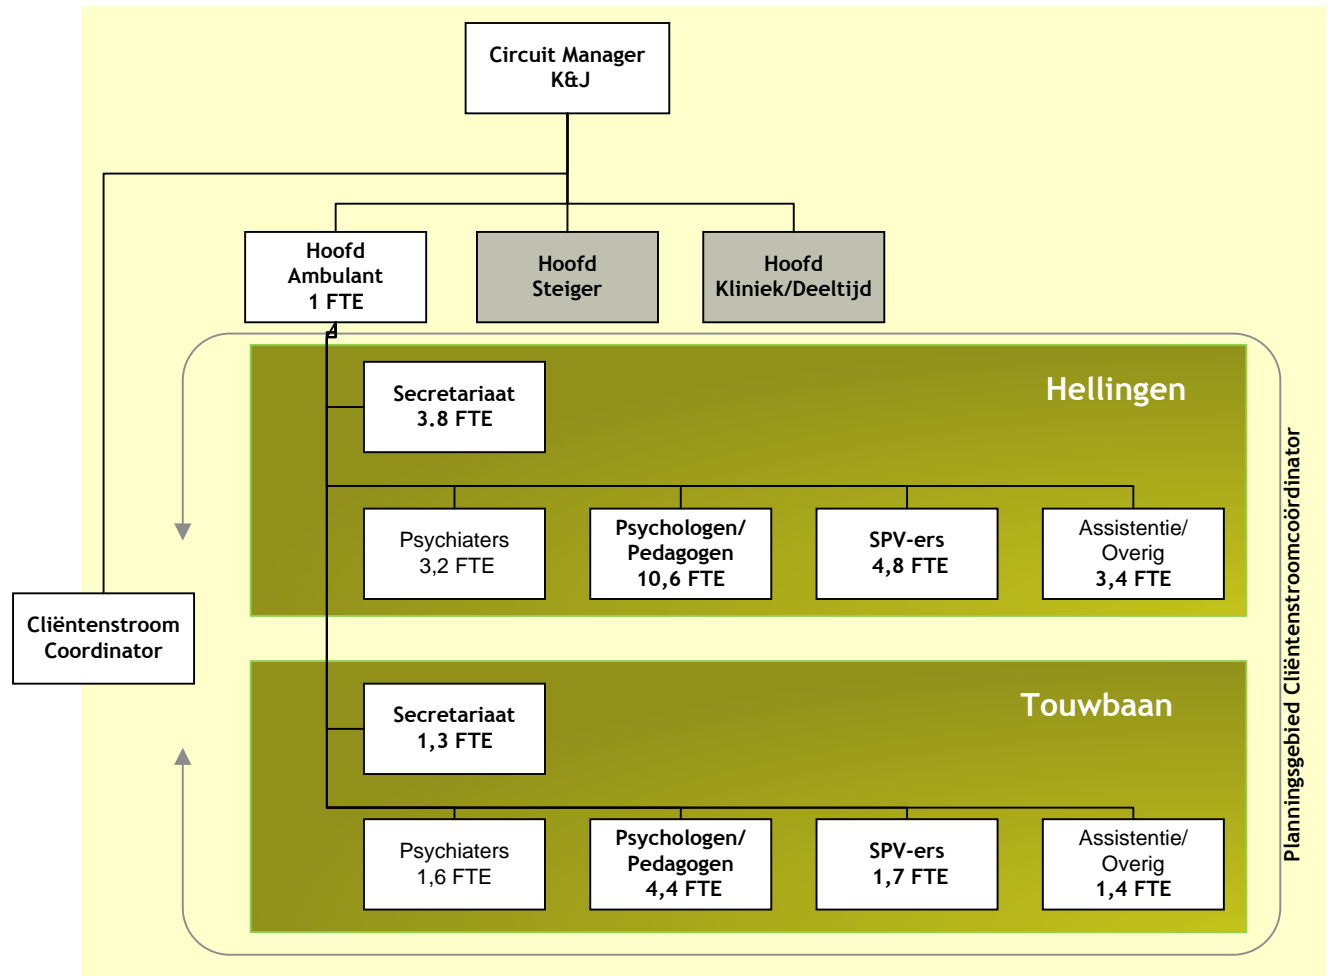 Circuit Manager
K&J
Hoofd
Ambulant
1 FTE
Hoofd
Steiger
Hoofd
Kliniek/Deeltijd
Hellingen
Secretariaat
3.8 FTE
Psychiaters
3,2 FTE
Psychologen/
Pedagogen
10,6 FTE
SPV-ers
4,8 FTE
Assistentie/
Overig
3,4 FTE
Cliëntenstroom
Coordinator
Touwbaan
Secretariaat
1,3 FTE
Psychiaters
1,6 FTE
Psychologen/
Pedagogen
4,4 FTE
SPV-ers
1,7 FTE
Assistentie/
Overig
1,4 FTE
Planningsgebied Cliëntenstroomcoördinator